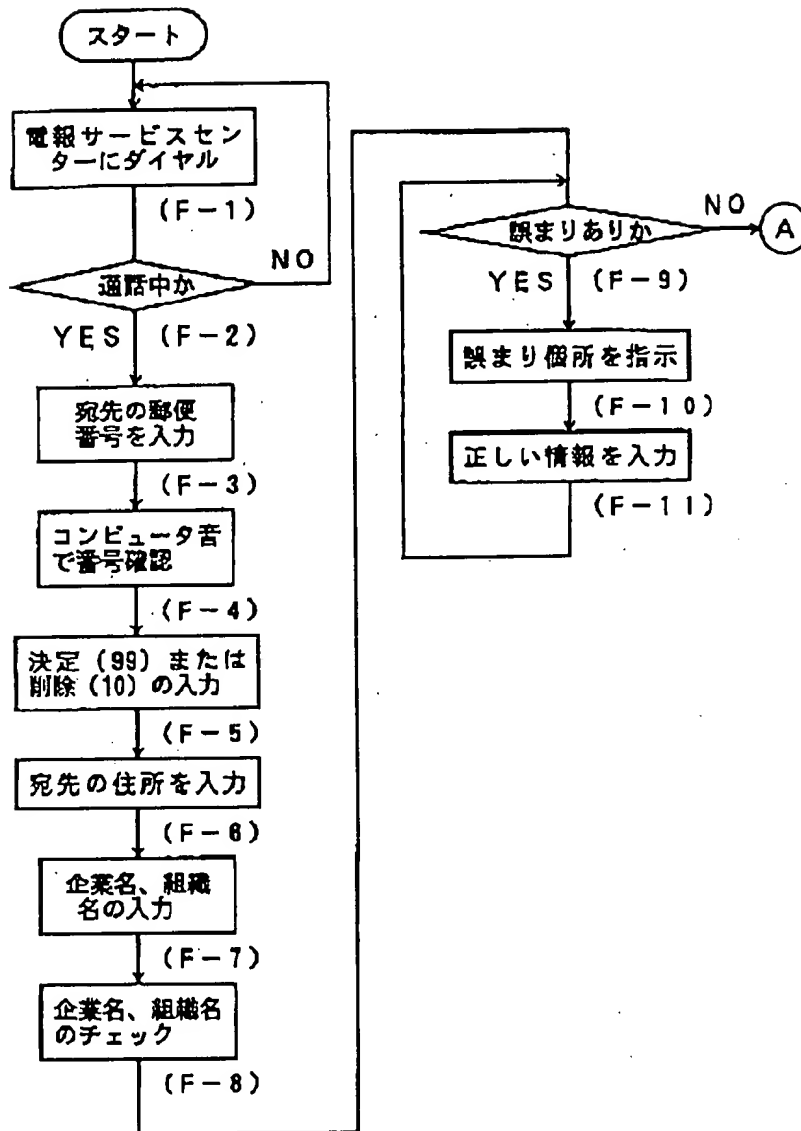 スタート
電報サービスセン
ターにダイヤル
(F-1)
通話中か
NO
YES
(F-2)
宛先の郵便
番号を入力
(F-3)
コンピュータ音
で番号確認
(F-4)
決定(99)または
削除(10)の入力
(F-5)
宛先の住所を入力
(F-6)
企業名、組織
名の入力
(F-7)
企業名、組織名
のチェック
(F-8)
誤まりありか
NO
A
YES
(F-9)
誤まり個所を指示
(F-10)
正しい情報を入力
(F-11)